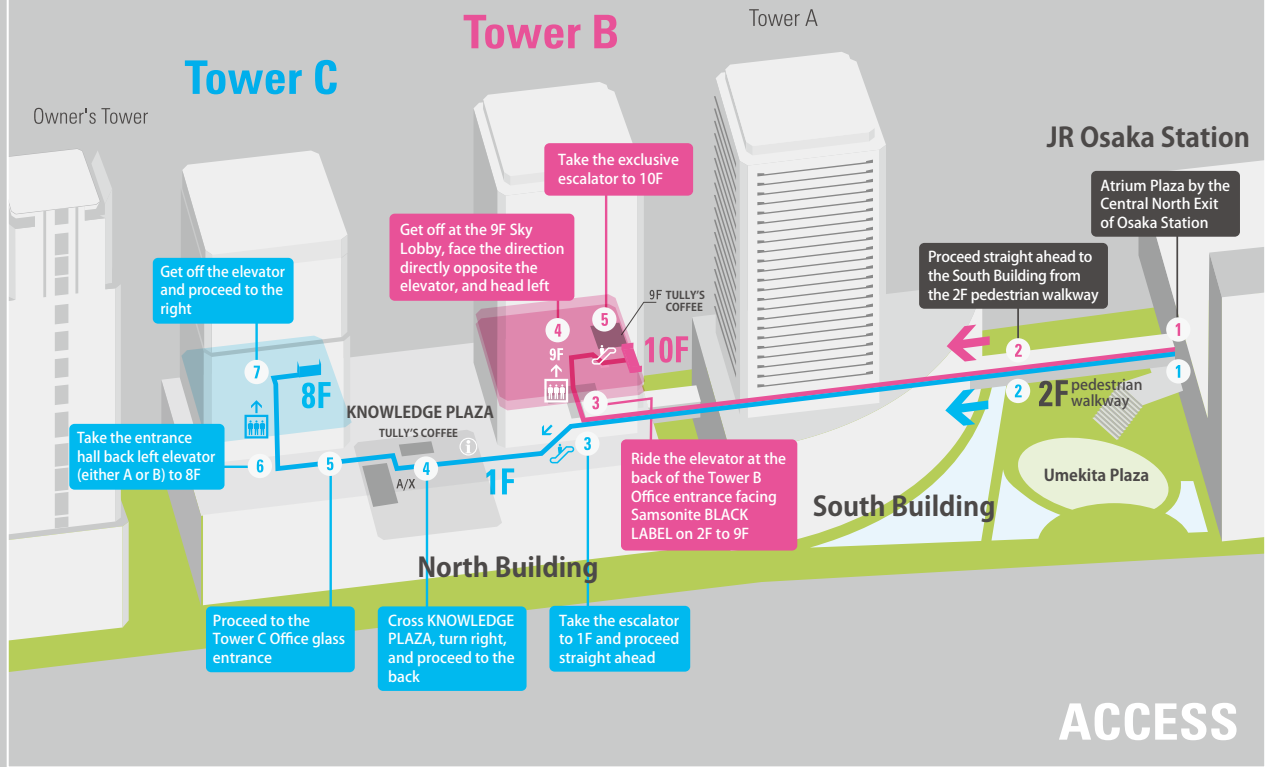 Tower B
Tower A
Tower C
Owner's Tower
JR Osaka Station
Take the exclusive
escalator to 10F
Atrium Plaza by the
Central North Exit
of Osaka Station
Get off at the 9F Sky
Lobby, face the direction
directly opposite the
elevator, and head left
Proceed straight ahead to
the South Building from
the 2F pedestrian walkway
Get off the elevator
and proceed to the
right
9F TULLY'S
COFFEE
4
5
9F
10F
1
2
1
2
2F pedestrian
walkway
7
8F
3
KNOWLEDGE PLAZA
TULLY'S COFFEE
i
Take the entrance
hall back left elevator
(either A or B) to 8F
6
5
4
A/X
1F
3
Ride the elevator at the
back of the Tower B
Office entrance facing
Samsonite BLACK
LABEL on 2F to 9F
Umekita Plaza
South Building
North Building
Proceed to the
Tower C Office glass
entrance
Cross KNOWLEDGE
PLAZA, turn right,
and proceed to the
back
Take the escalator
to 1F and proceed
straight ahead
ACCESS